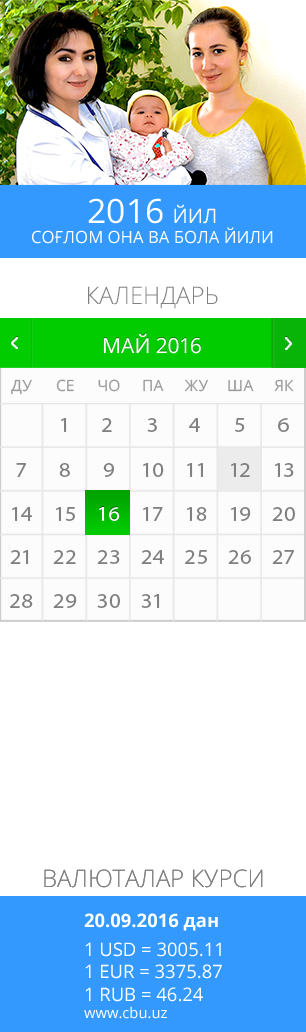 2016 ЙИЛ
СОҒЛОМ ОНА ВА БОЛА ЙИЛИ
КАЛЕНДАРЬ
МАЙ 2016
ДУ СЕ ЧО ПА ЖУ ША ЯК
1 2 3 4 5 6
7 8 9 10 11 12 13
14 15 16 17 18 19 20
21 22 23 24 25 26 27
28 29 30 31
ВАЛЮТАЛАР КУРСИ
20.09.2016 дан
1 USD = 3005.11
1 EUR = 3375.87
1 RUB = 46.24
www.cbu.uz